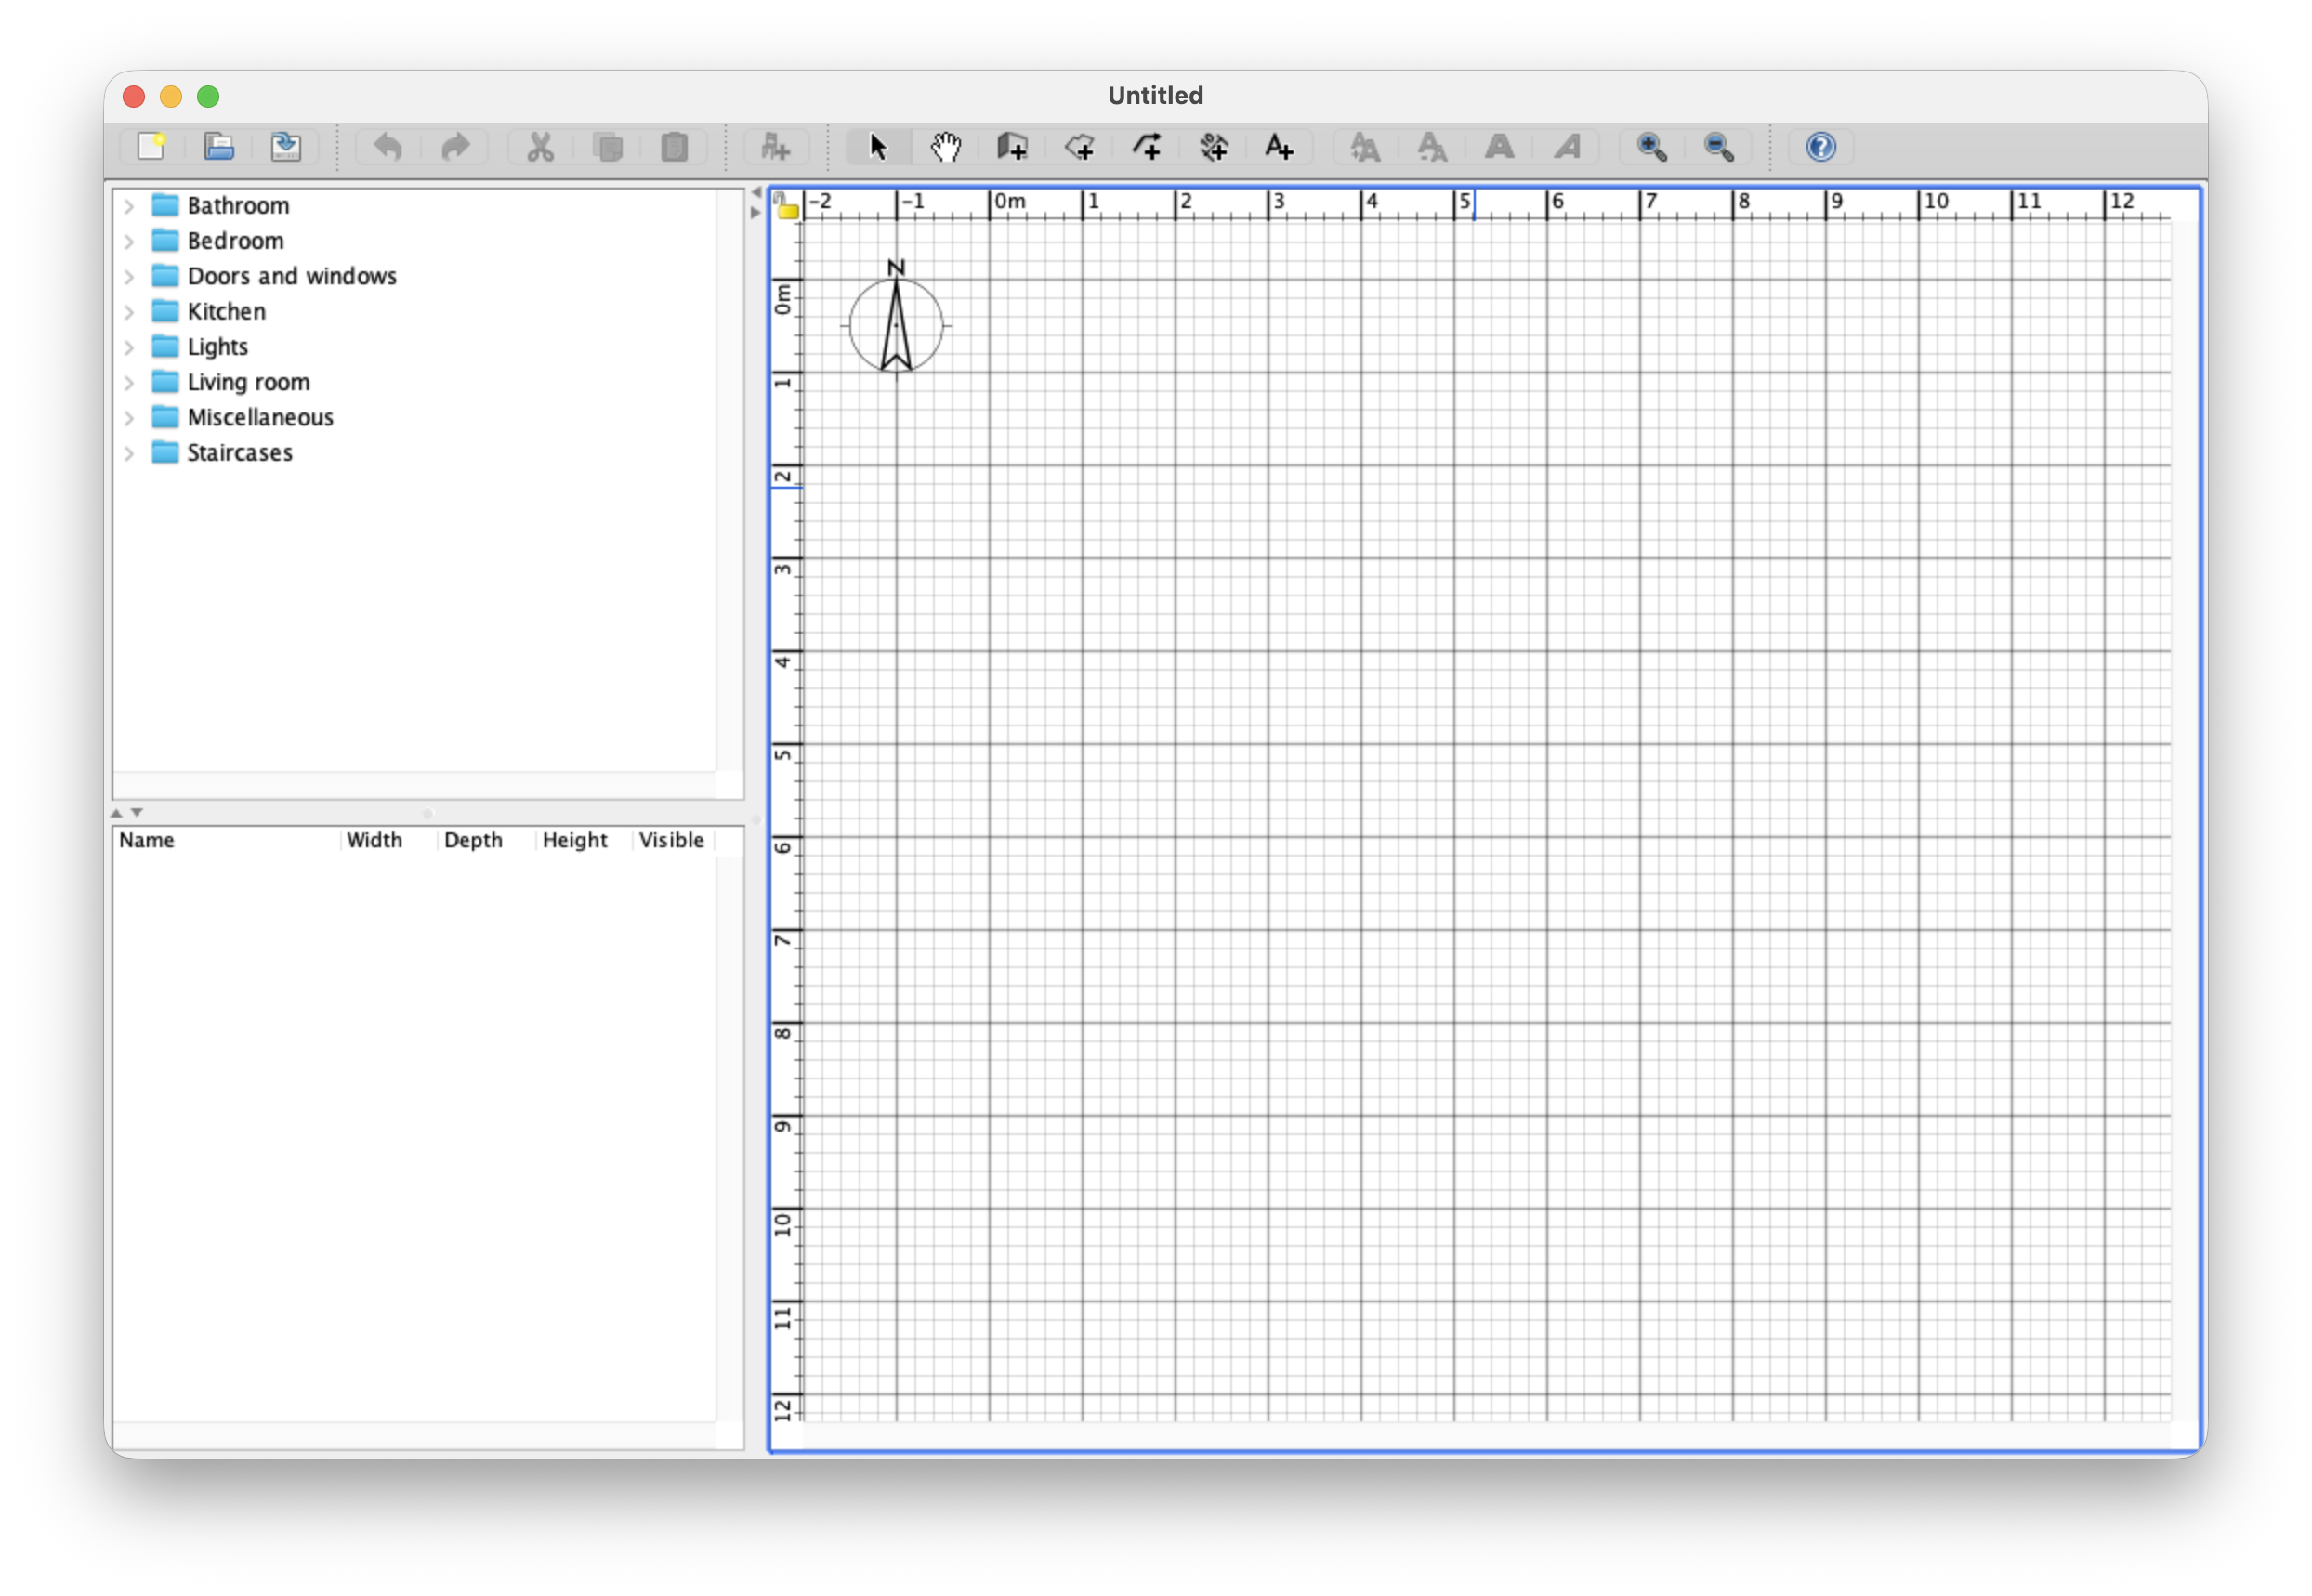 Untitled
Bathroom
Bedroom
Doors and windows
Kitchen
Lights
Living room
Miscellaneous
Staircases
Name Width Depth Height Visible
-2 -1 0m 1 2 3 4 5 6 7 8 9 10 11 12
N
0m
1
2
3
4
5
6
7
8
9
10
11
12